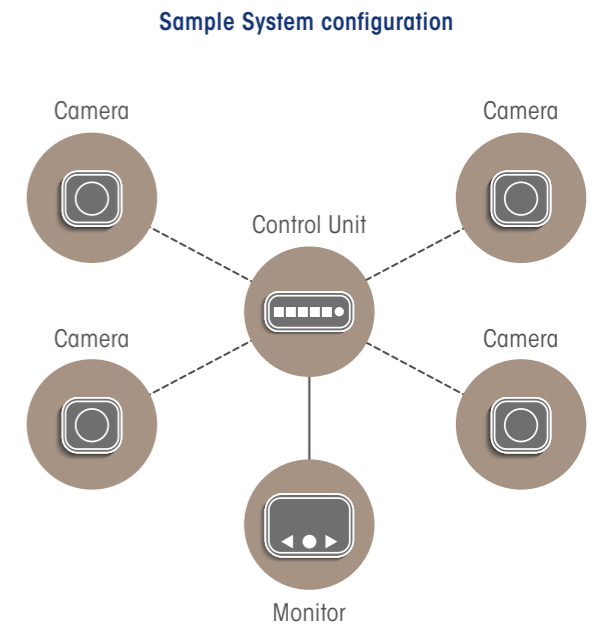 Sample System configuration
Camera
Camera
Control Unit
Camera
Camera
Monitor